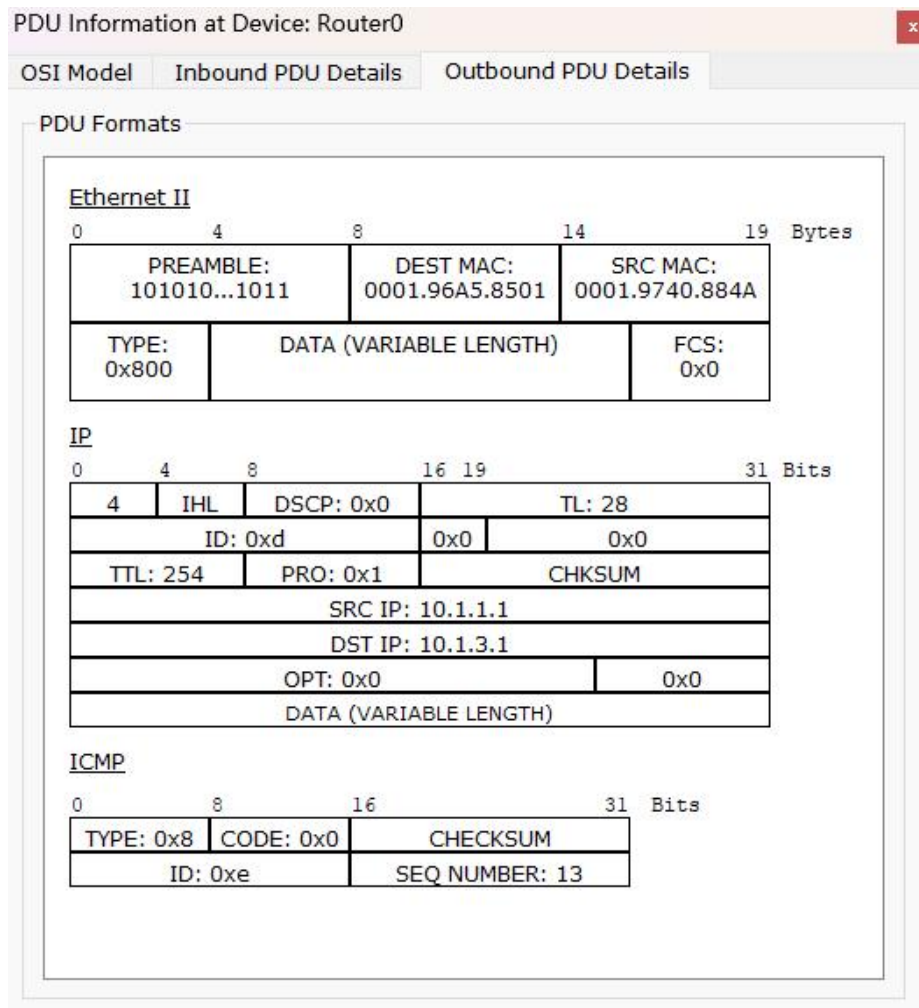 PDU Information at Device: Router0
x
OSI Model Inbound PDU Details Outbound PDU Details
PDU Formats
Ethernet II
0 4 8 14 19 Bytes
PREAMBLE: DEST MAC: SRC MAC:
101010...1011 0001.96A5.8501 0001.9740.884A
TYPE: DATA (VARIABLE LENGTH) FCS:
0x800 0x0
IP
0 4 8 16 19 31 Bits
4 IHL DSCP: 0x0 TL: 28
ID: 0xd 0x0 0x0
TTL: 254 PRO: 0x1 CHKSUM
SRC IP: 10.1.1.1
DST IP: 10.1.3.1
OPT: 0x0 0x0
DATA (VARIABLE LENGTH)
ICMP
0 8 16 31 Bits
TYPE: 0x8 CODE: 0x0 CHECKSUM
ID: 0xe SEQ NUMBER: 13